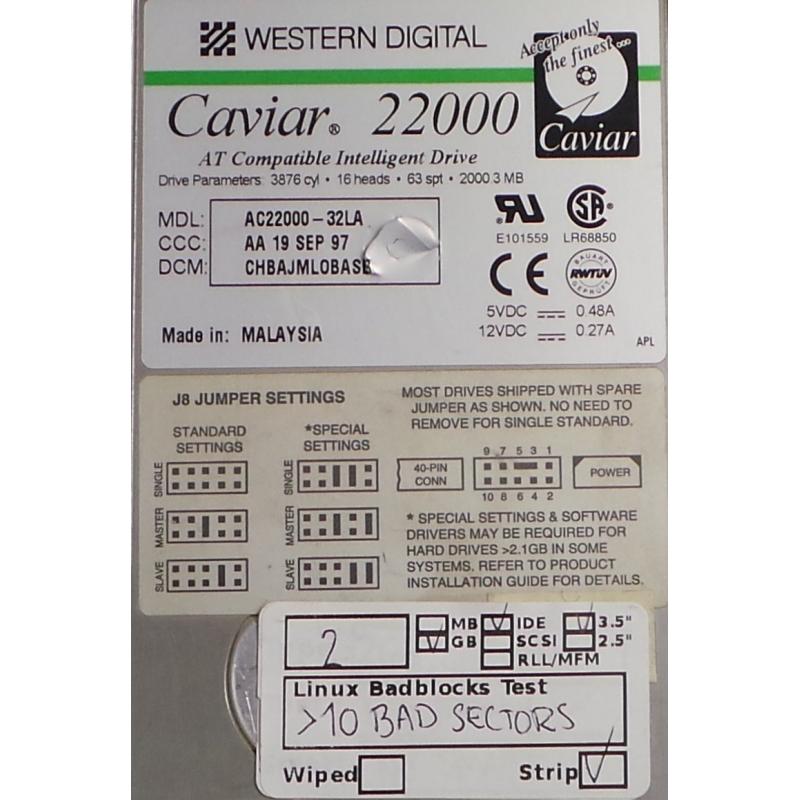 WESTERN DIGITAL
Accept only
the finest...
Caviar
Caviar® 22000
AT Compatible Intelligent Drive
Drive Parameters: 3876 cyl • 16 heads • 63 spt • 2000.3 MB
MDL: AC22000-32LA
CCC: AA 19 SEP 97
DCM: CHBAJMLOBASE
E101559 LR68850
CE
BAUART
RWTÜV
GEPRÜFT
5VDC 0.48A
12VDC 0.27A
Made in: MALAYSIA
APL
J8 JUMPER SETTINGS
STANDARD
SETTINGS
*SPECIAL
SETTINGS
SINGLE
MASTER
SLAVE
SINGLE
MASTER
SLAVE
MOST DRIVES SHIPPED WITH SPARE
JUMPER AS SHOWN. NO NEED TO
REMOVE FOR SINGLE STANDARD.
9 7 5 3 1
40-PIN
CONN
POWER
10 8 6 4 2
* SPECIAL SETTINGS & SOFTWARE
DRIVERS MAY BE REQUIRED FOR
HARD DRIVES >2.1GB IN SOME
SYSTEMS. REFER TO PRODUCT
INSTALLATION GUIDE FOR DETAILS.
2 MB IDE 3.5"
GB SCSI 2.5"
RLL/MFM
Linux Badblocks Test
>10 BAD SECTORS
Wiped Strip